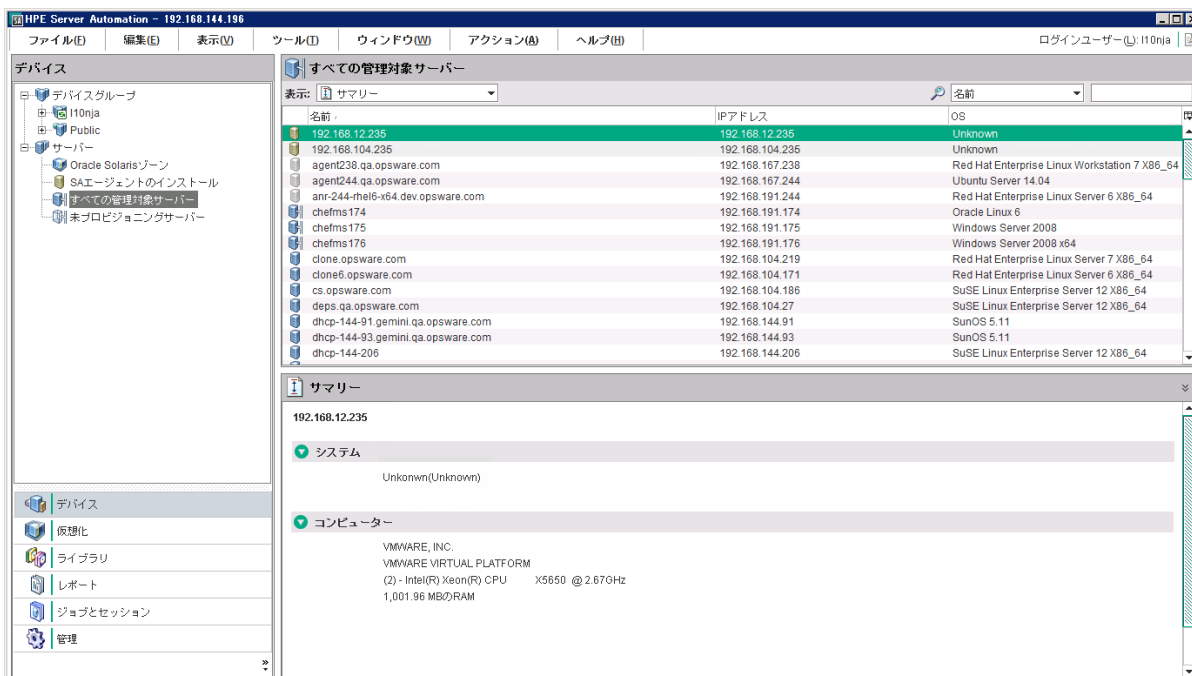 HPE Server Automation - 192.168.144.196
ファイル(F) 編集(E) 表示(V) ツール(T) ウィンドウ(W) アクション(A) ヘルプ(H) ログインユーザー(L): l10nja
デバイス
デバイスグループ
l10nja
Public
サーバー
Oracle Solarisゾーン
SAエージェントのインストール
すべての管理対象サーバー
未プロビジョニングサーバー
デバイス
仮想化
ライブラリ
レポート
ジョブとセッション
管理
すべての管理対象サーバー
表示: サマリー 名前
名前 IPアドレス OS
192.168.12.235 192.168.12.235 Unknown
192.168.104.235 192.168.104.235 Unknown
agent238.qa.opsware.com 192.168.167.238 Red Hat Enterprise Linux Workstation 7 X86_64
agent244.qa.opsware.com 192.168.167.244 Ubuntu Server 14.04
anr-244-rhel6-x64.dev.opsware.com 192.168.191.244 Red Hat Enterprise Linux Server 6 X86_64
chefms174 192.168.191.174 Oracle Linux 6
chefms175 192.168.191.175 Windows Server 2008
chefms176 192.168.191.176 Windows Server 2008 x64
clone.opsware.com 192.168.104.219 Red Hat Enterprise Linux Server 7 X86_64
clone6.opsware.com 192.168.104.171 Red Hat Enterprise Linux Server 6 X86_64
cs.opsware.com 192.168.104.186 SuSE Linux Enterprise Server 12 X86_64
deps.qa.opsware.com 192.168.104.27 SuSE Linux Enterprise Server 12 X86_64
dhcp-144-91.gemini.qa.opsware.com 192.168.144.91 SunOS 5.11
dhcp-144-93.gemini.qa.opsware.com 192.168.144.93 SunOS 5.11
dhcp-144-206 192.168.144.206 SuSE Linux Enterprise Server 12 X86_64
サマリー
192.168.12.235
システム
Unkonwn(Unknown)
コンピューター
VMWARE, INC.
VMWARE VIRTUAL PLATFORM
(2) - Intel(R) Xeon(R) CPU X5650 @ 2.67GHz
1,001.96 MBのRAM